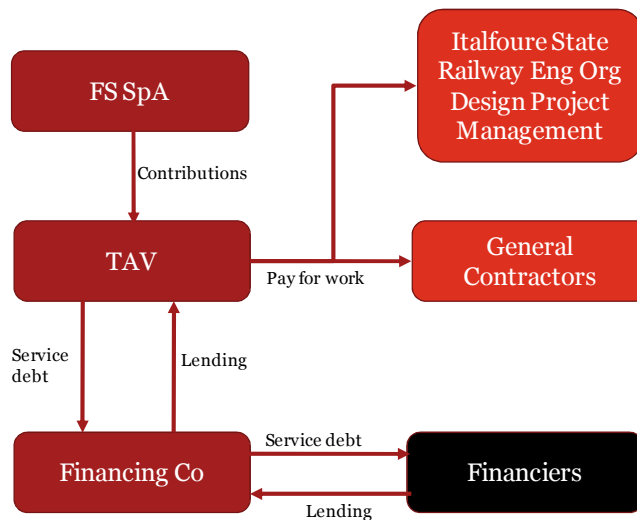 FS SpA
Italfoure State
Railway Eng Org
Design Project
Management
Contributions
TAV
Pay for work
General
Contractors
Service
debt
Lending
Financing Co
Service debt
Lending
Financiers